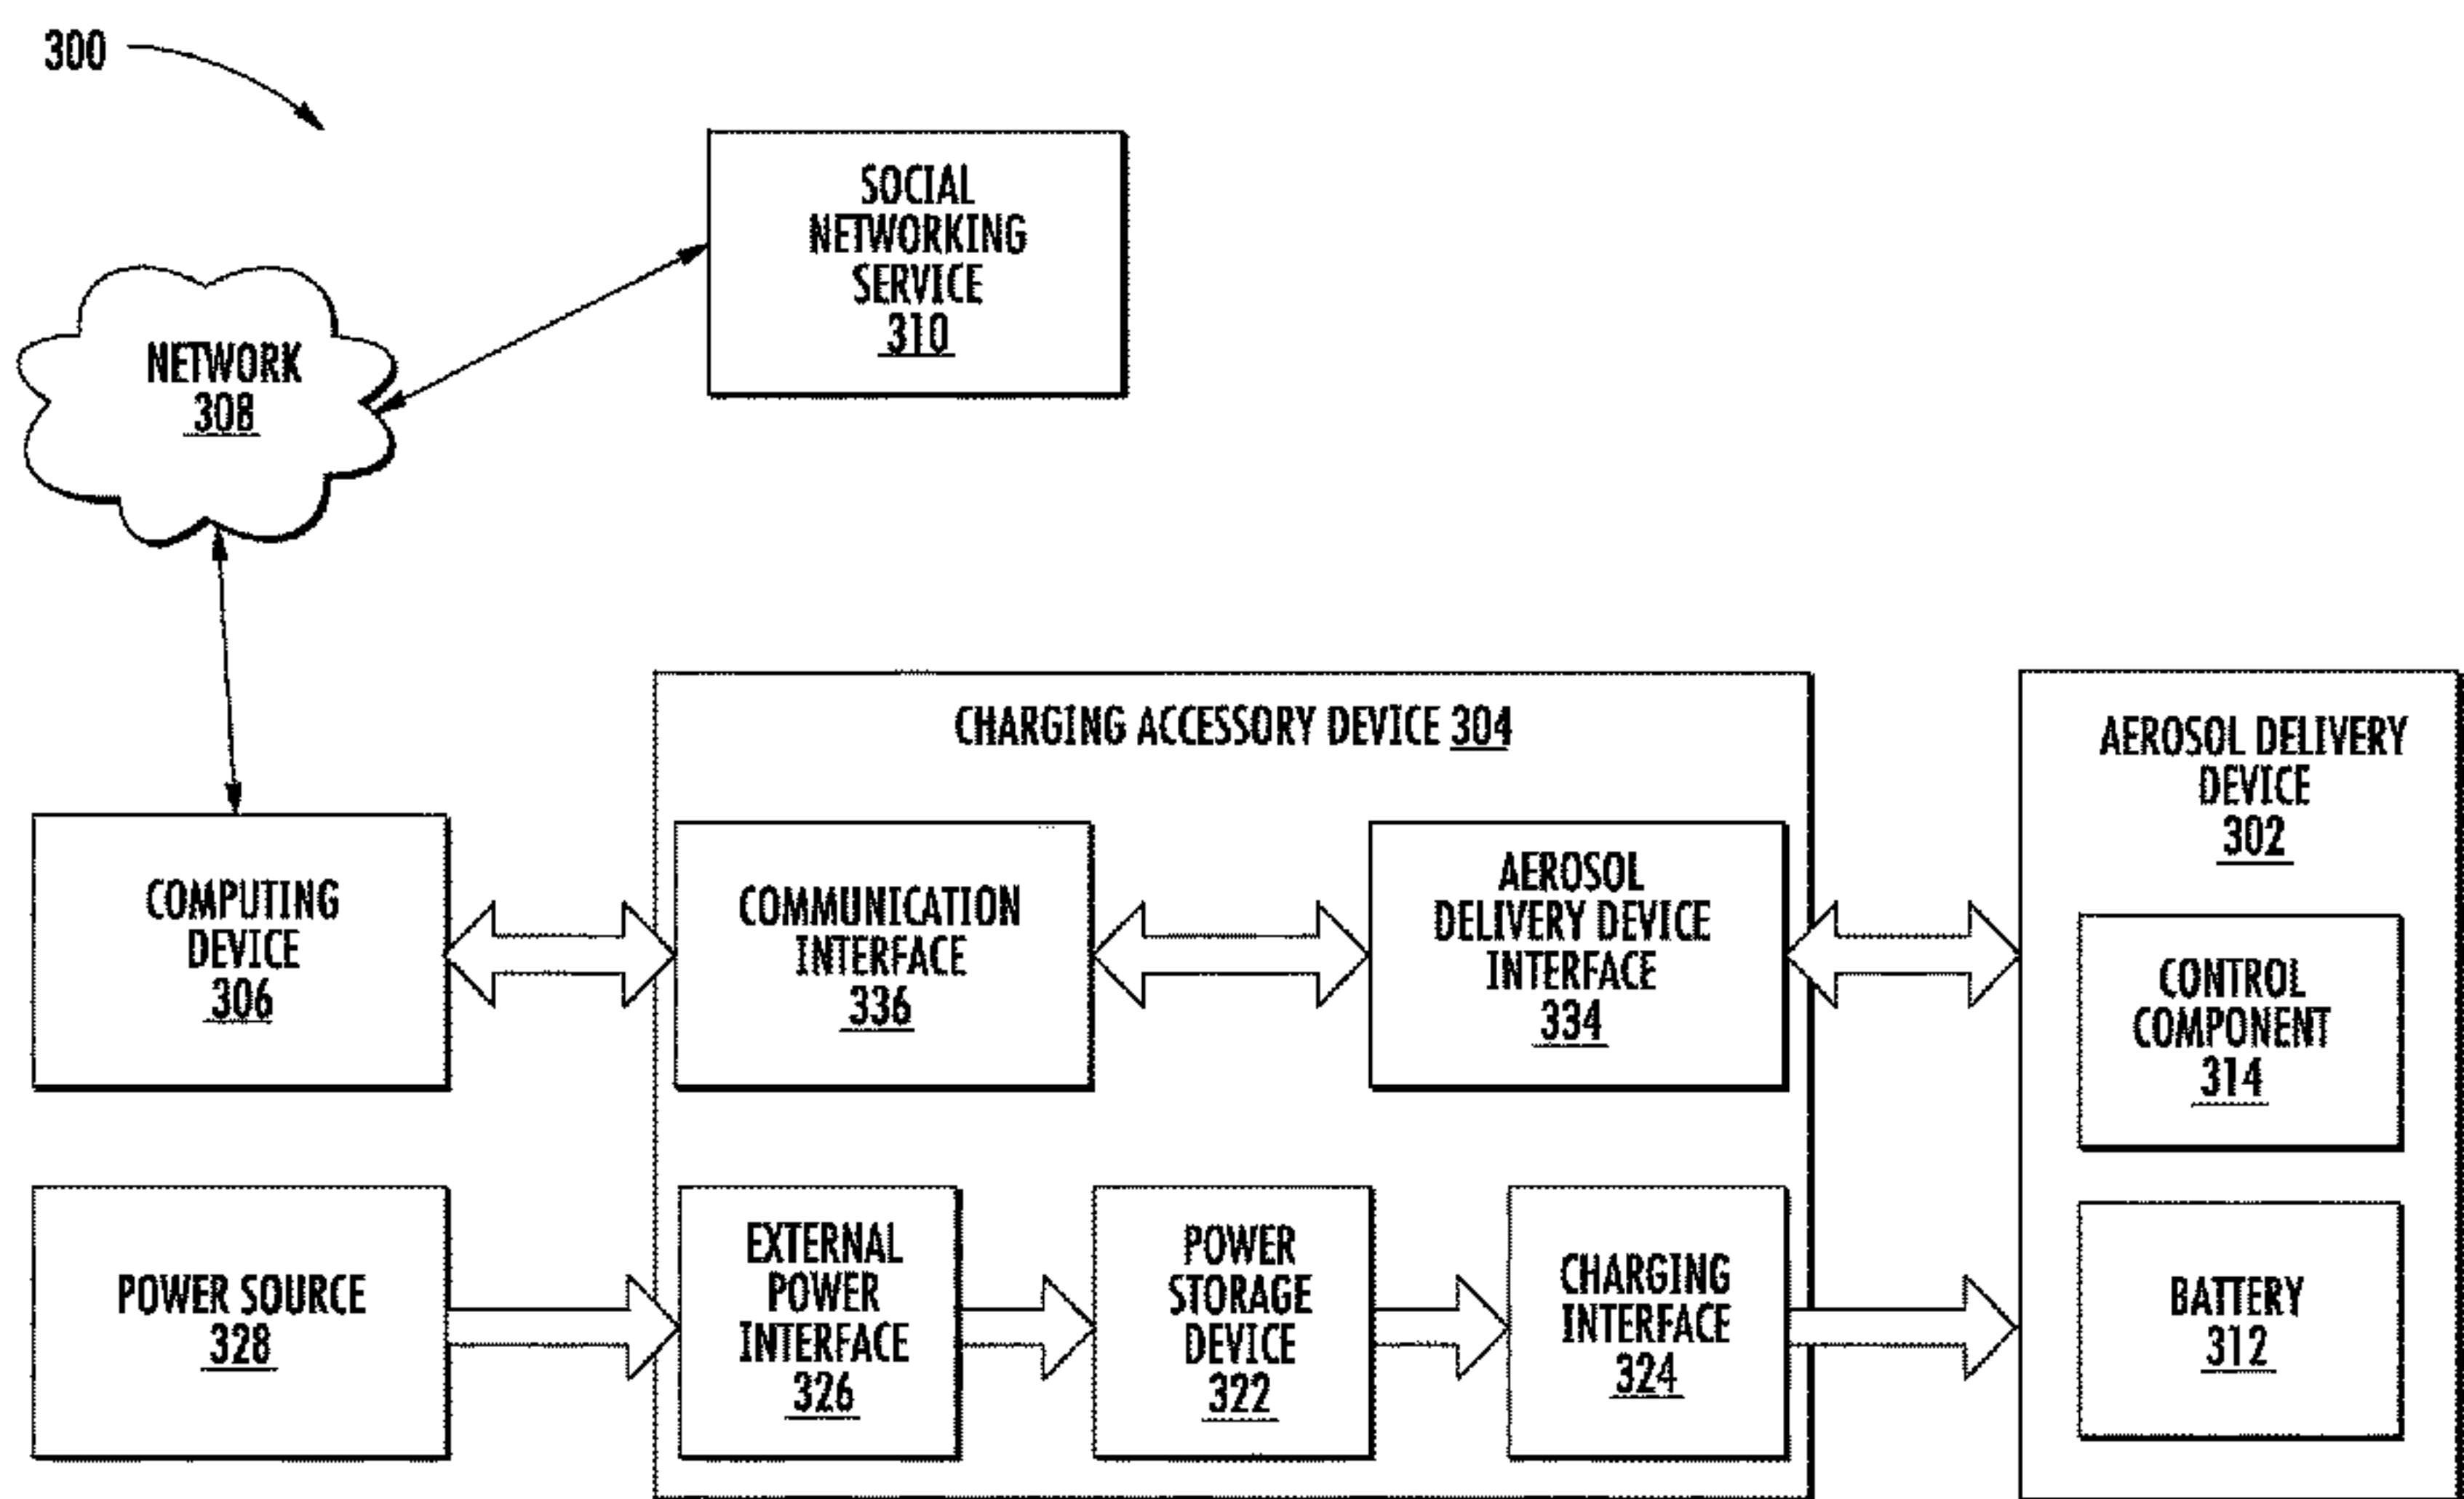 300
SOCIAL
NETWORKING
SERVICE
310
NETWORK
308
CHARGING ACCESSORY DEVICE 304
AEROSOL DELIVERY
DEVICE
302
COMPUTING
DEVICE
306
COMMUNICATION
INTERFACE
336
AEROSOL
DELIVERY DEVICE
INTERFACE
334
CONTROL
COMPONENT
314
POWER SOURCE
328
EXTERNAL
POWER
INTERFACE
326
POWER
STORAGE
DEVICE
322
CHARGING
INTERFACE
324
BATTERY
312